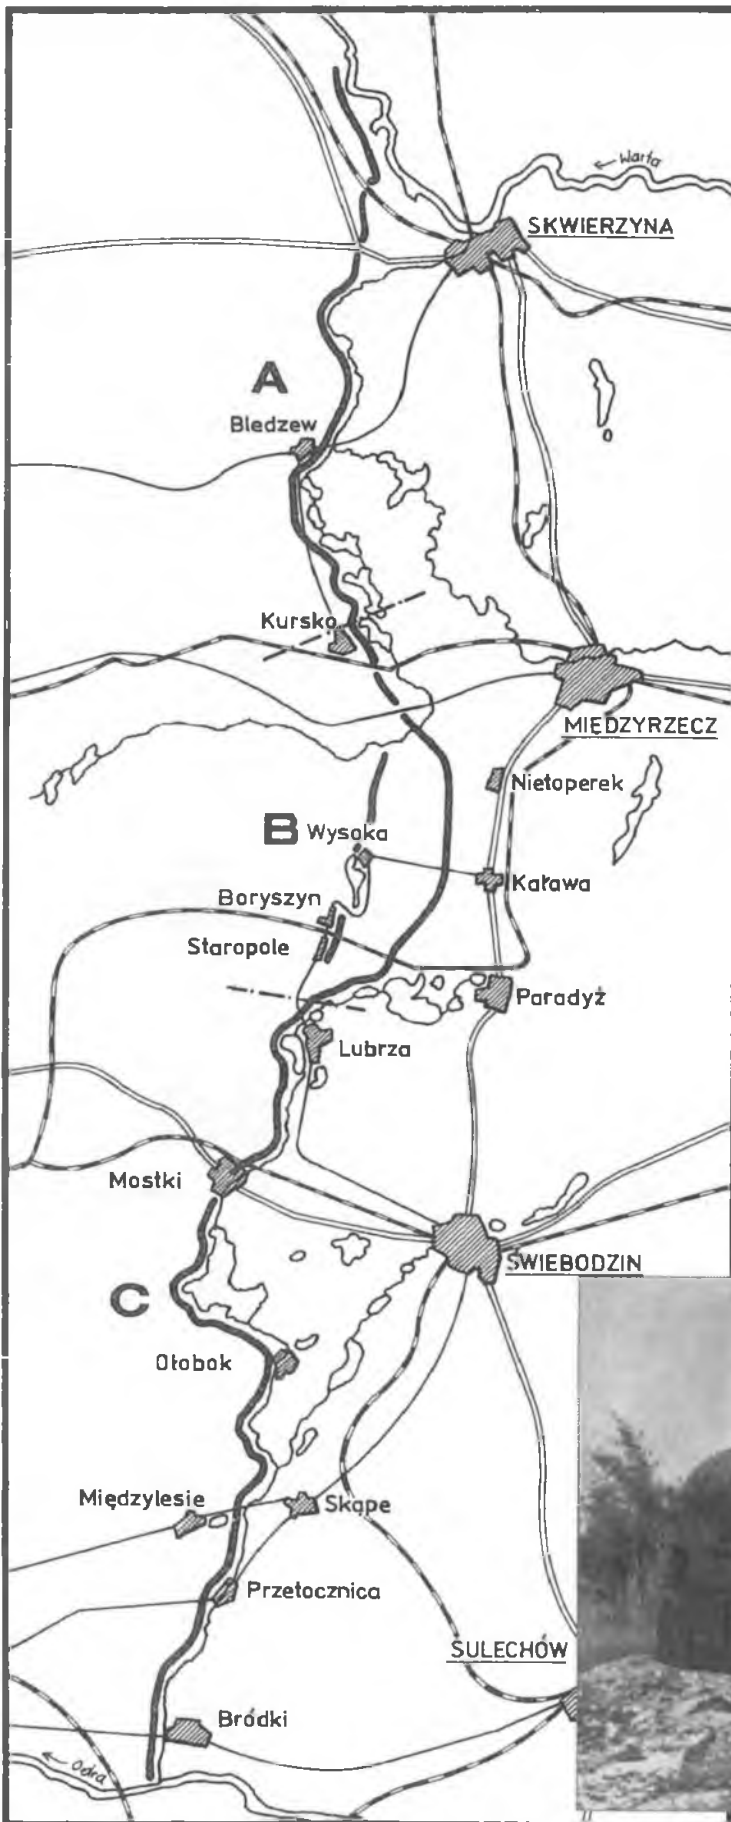 ← Warta
SKWIERZYNA
A
Bledzew
Kursko
MIĘDZYRZECZ
Nietoperek
B
Wysoka
Kaława
Boryszyn
Staropole
Paradyż
Lubrza
Mostki
ŚWIEBODZIN
C
Ołobok
Międzylesie
Skąpe
Przetocznica
SULECHÓW
Bródki
← Odra